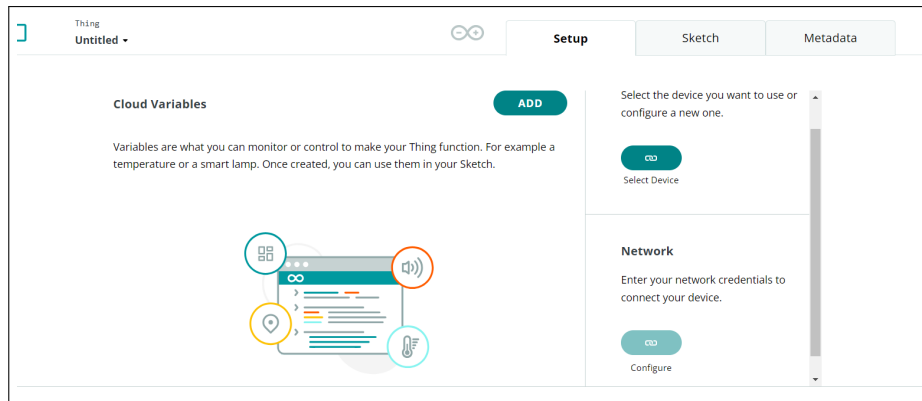 Thing
Untitled
Setup
Sketch
Metadata
Cloud Variables
ADD
Variables are what you can monitor or control to make your Thing function. For example a
temperature or a smart lamp. Once created, you can use them in your Sketch.
Select the device you want to use or
configure a new one.
Select Device
Network
Enter your network credentials to
connect your device.
Configure